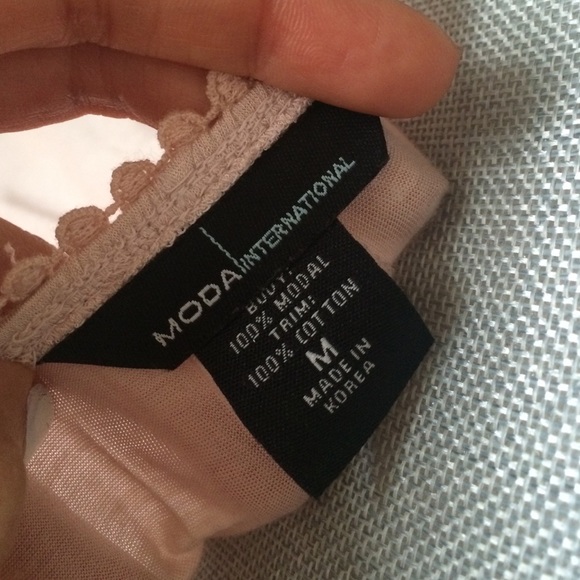 MODA INTERNATIONAL
BODY:
100% MODAL
TRIM:
100% COTTON
M
MADE IN
KOREA